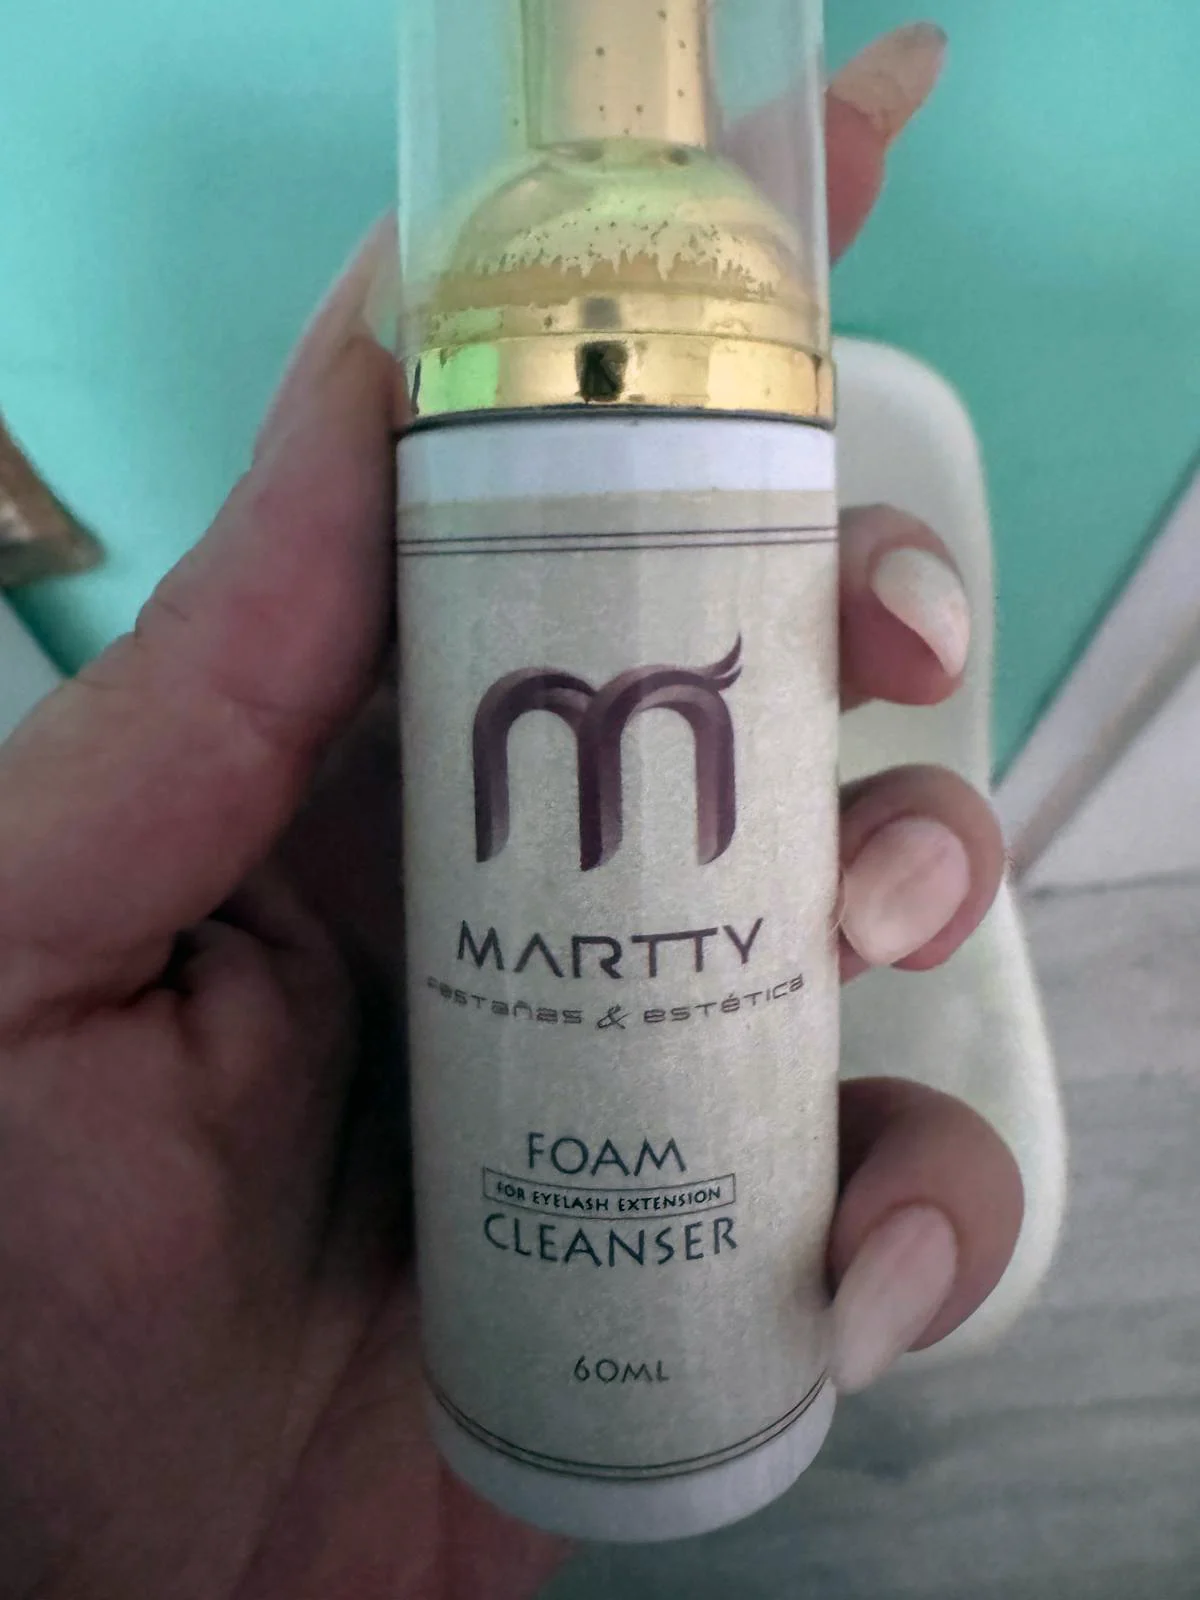 m
MARTTY
Pestañas & estética
FOAM
FOR EYELASH EXTENSION
CLEANSER
60ML